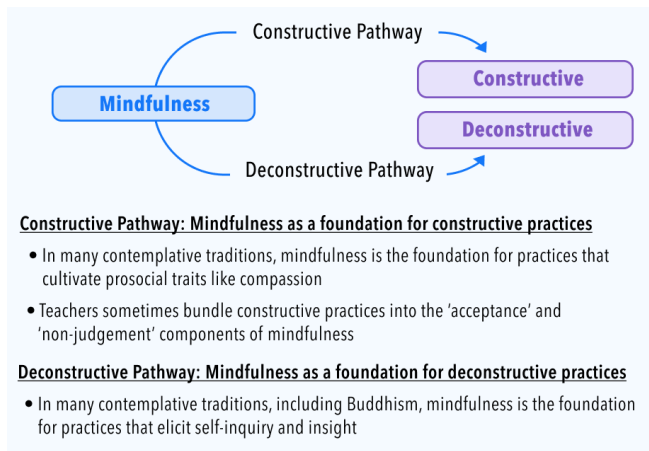 Constructive Pathway
Mindfulness
Constructive
Deconstructive
Deconstructive Pathway
Constructive Pathway: Mindfulness as a foundation for constructive practices
• In many contemplative traditions, mindfulness is the foundation for practices that
cultivate prosocial traits like compassion
• Teachers sometimes bundle constructive practices into the ‘acceptance’ and
‘non-judgement’ components of mindfulness
Deconstructive Pathway: Mindfulness as a foundation for deconstructive practices
• In many contemplative traditions, including Buddhism, mindfulness is the foundation
for practices that elicit self-inquiry and insight